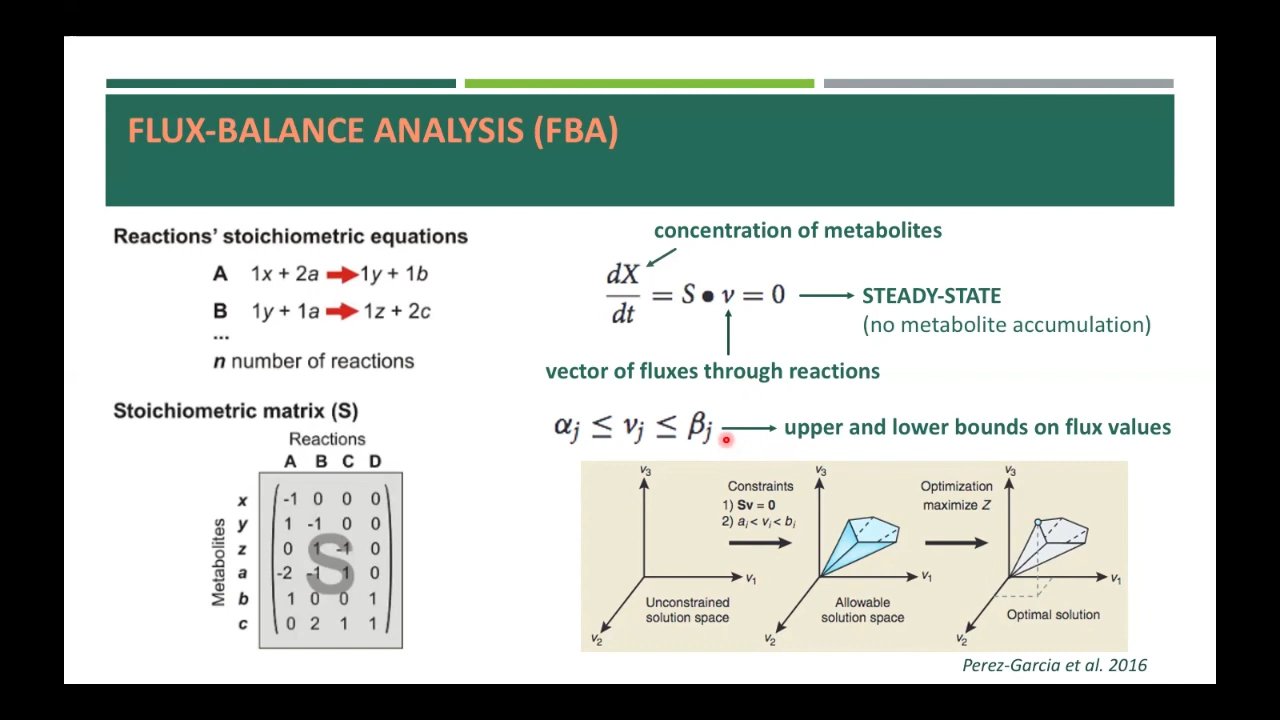 FLUX-BALANCE ANALYSIS (FBA)
Reactions' stoichiometric equations
A 1x + 2a → 1y + 1b
B 1y + 1a → 1z + 2c
...
n number of reactions
Stoichiometric matrix (S)
Reactions
A B C D
Metabolites
x -1 0 0 0
y 1 -1 0 0
z 0 1 -1 0
a -2 -1 1 0
b 1 0 0 1
c 0 2 1 1
S
concentration of metabolites
dX/dt = S • v = 0
STEADY-STATE
(no metabolite accumulation)
vector of fluxes through reactions
αj ≤ vj ≤ βj
upper and lower bounds on flux values
v3
v1
v2
Unconstrained
solution space
Constraints
1) Sv = 0
2) ai < vi < bi
v3
v1
v2
Allowable
solution space
Optimization
maximize Z
v3
v1
v2
Optimal solution
Perez-Garcia et al. 2016